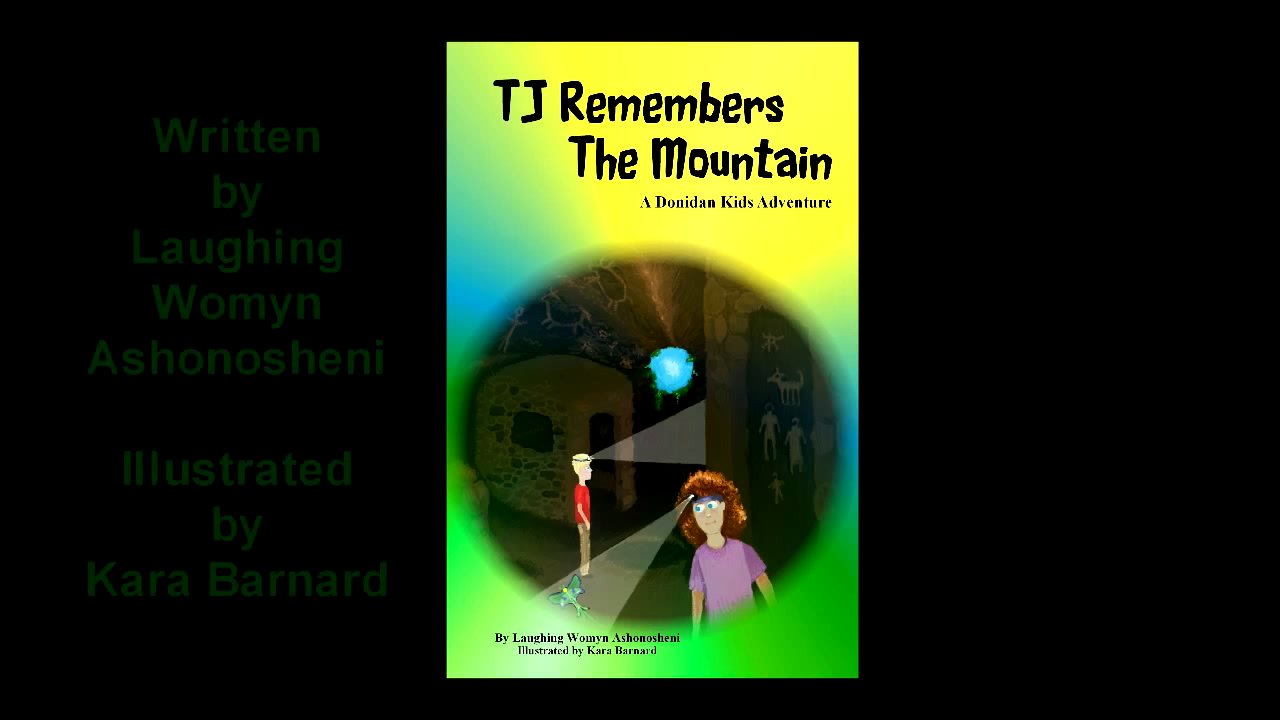 Written
by
Laughing
Womyn
Ashonosheni
Illustrated
by
Kara Barnard
TJ Remembers
The Mountain
A Donidan Kids Adventure
By Laughing Womyn Ashonosheni
Illustrated by Kara Barnard